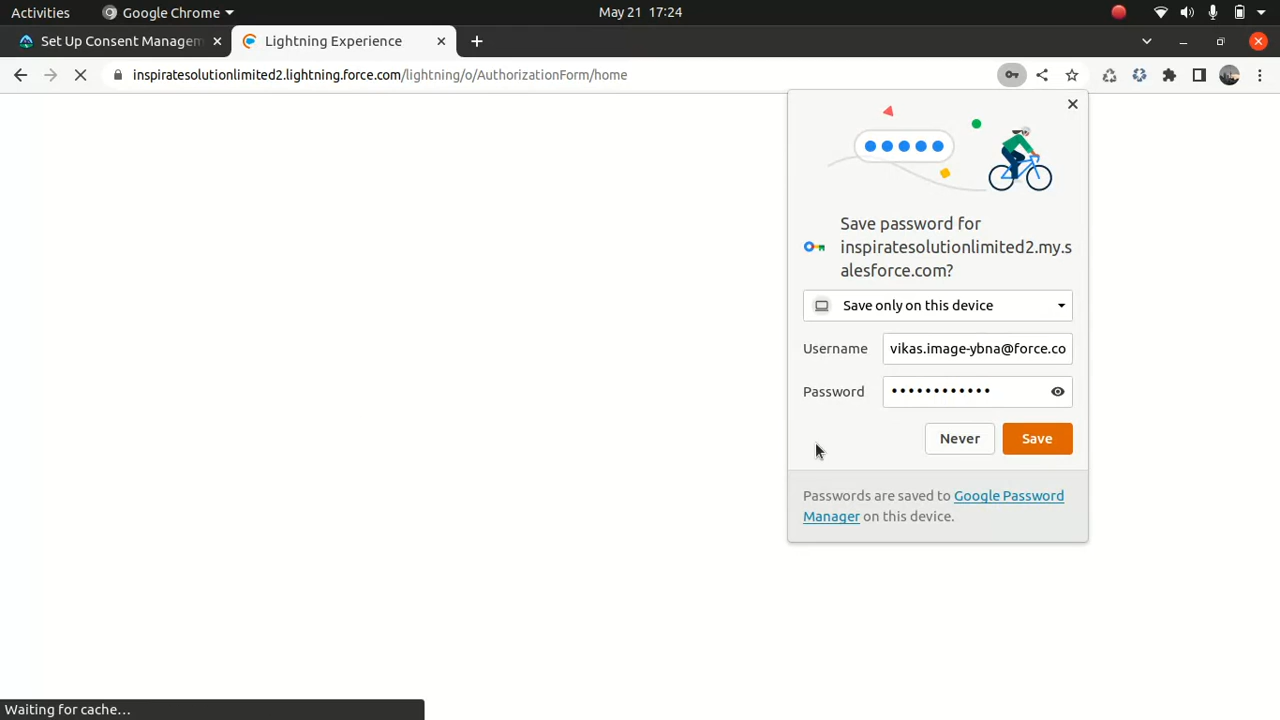 Activities
Google Chrome
May 21 17:24
Set Up Consent Managem
Lightning Experience
inspiratesolutionlimited2.lightning.force.com/lightning/o/AuthorizationForm/home
Save password for
inspiratesolutionlimited2.my.s
alesforce.com?
Save only on this device
Username
vikas.image-ybna@force.co
Password
••••••••••••
Never
Save
Passwords are saved to Google Password
Manager on this device.
Waiting for cache...